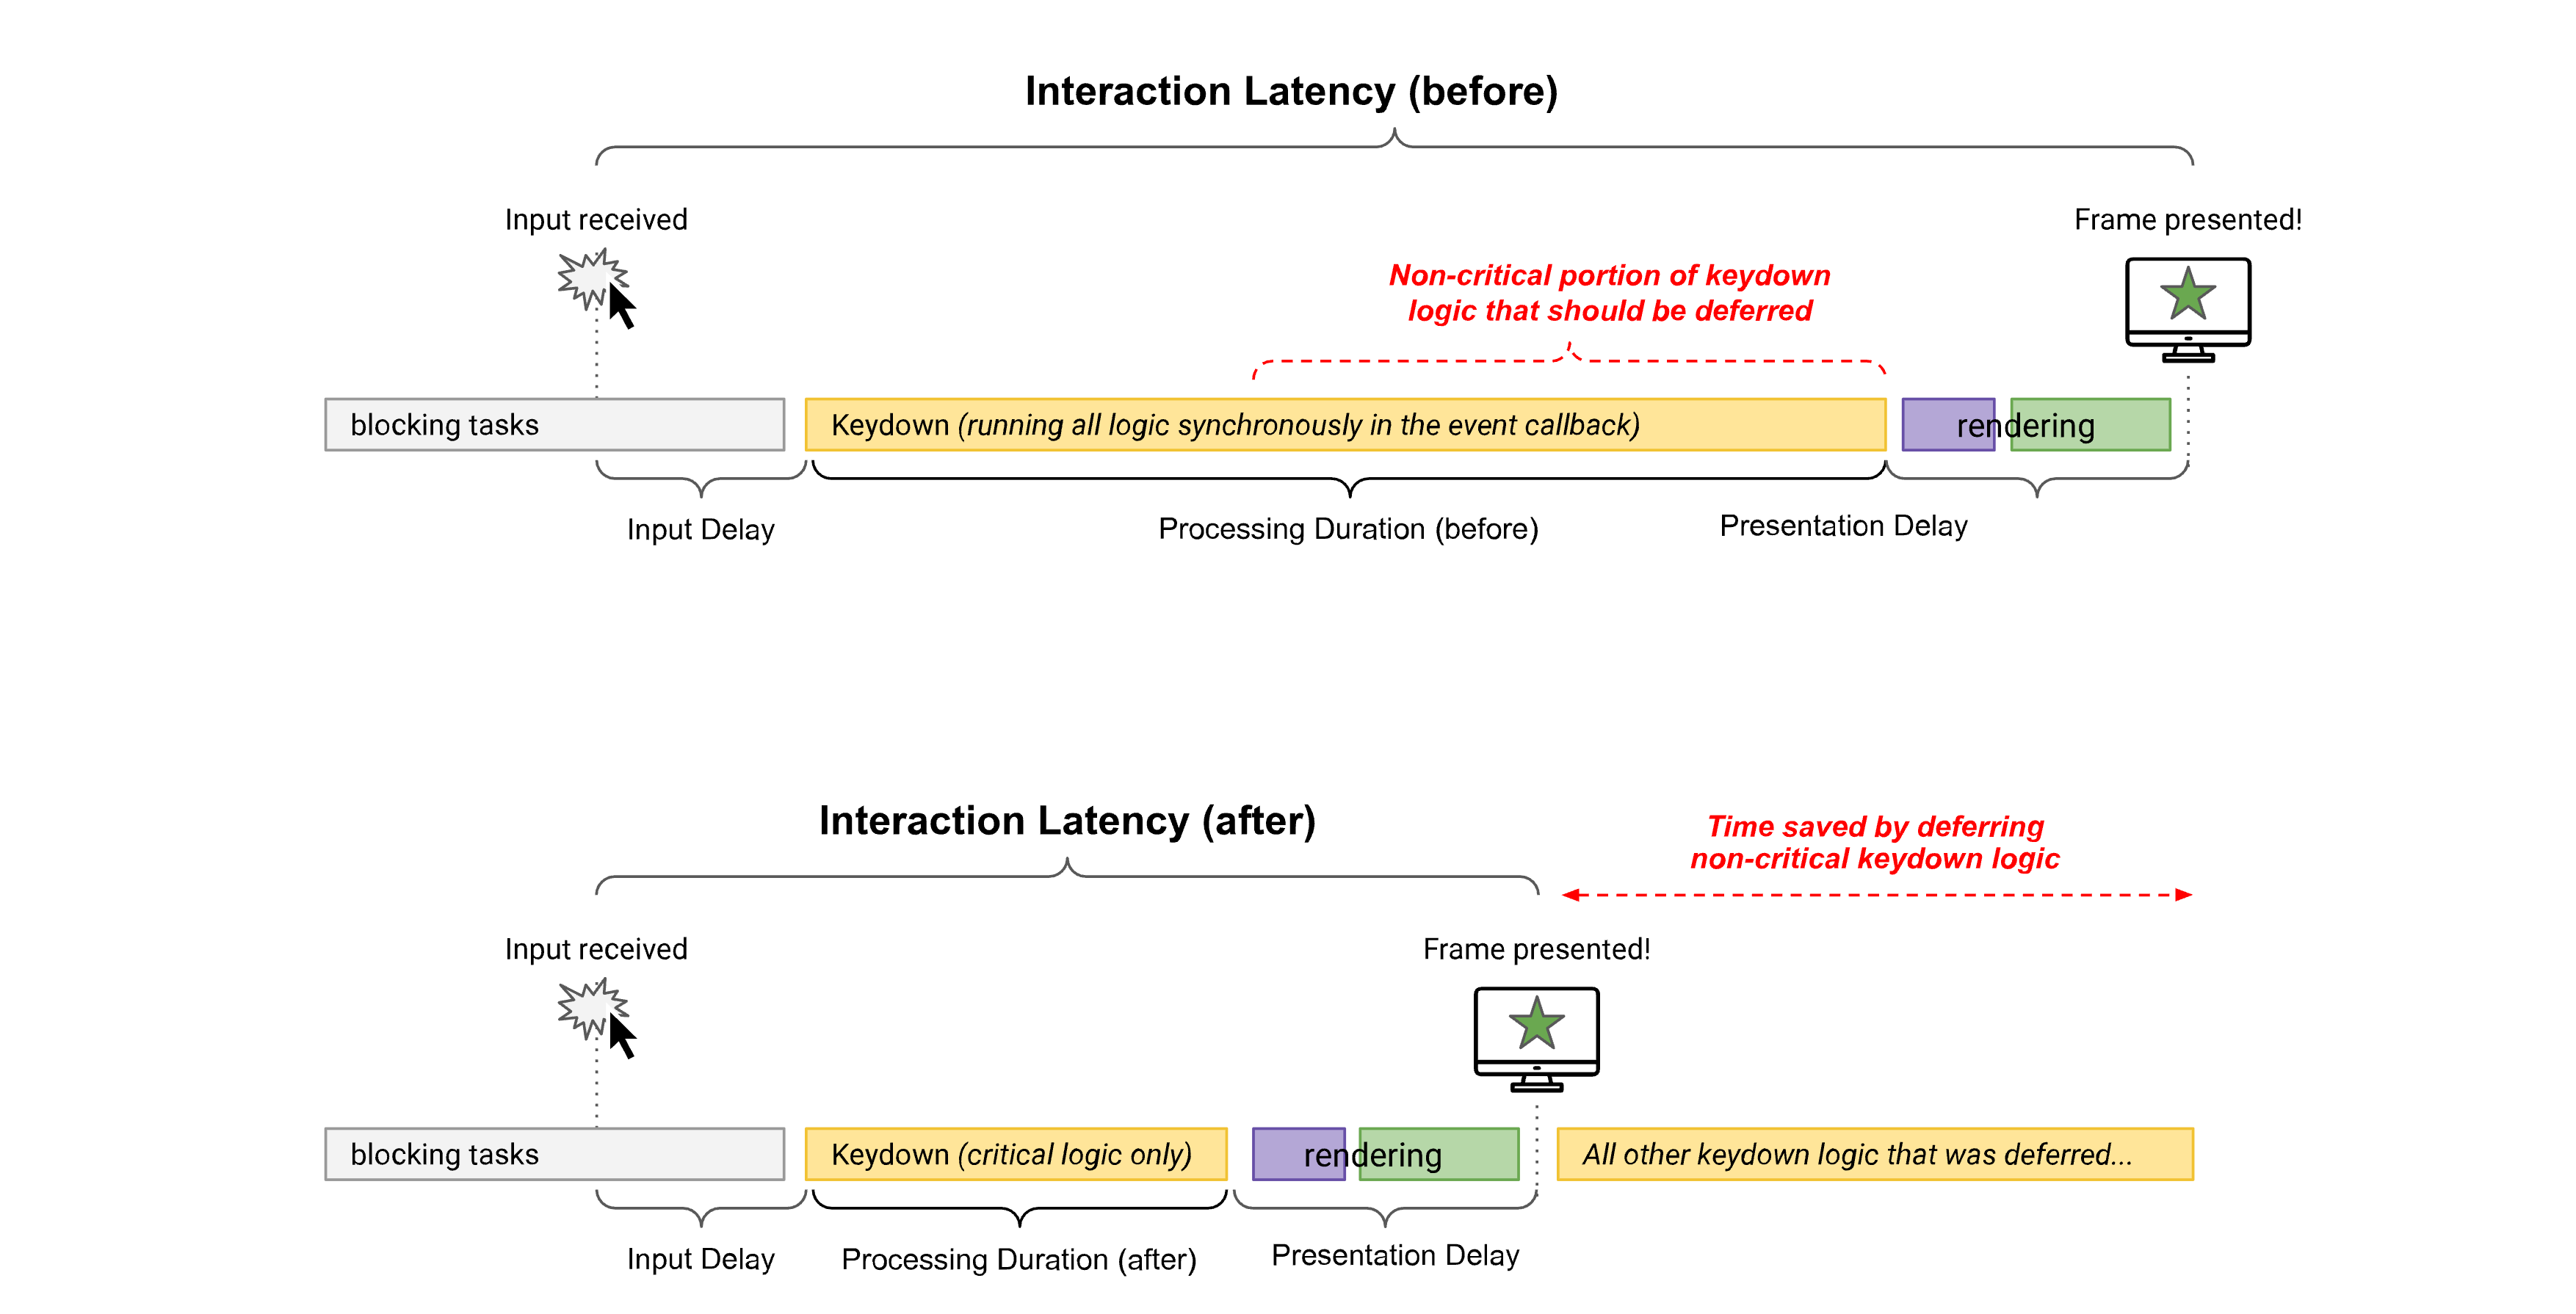 Interaction Latency (before)
Input received
Frame presented!
Non-critical portion of keydown
logic that should be deferred
blocking tasks
Keydown (running all logic synchronously in the event callback)
rendering
Input Delay
Processing Duration (before)
Presentation Delay
Interaction Latency (after)
Time saved by deferring
non-critical keydown logic
Input received
Frame presented!
blocking tasks
Keydown (critical logic only)
rendering
All other keydown logic that was deferred...
Input Delay
Processing Duration (after)
Presentation Delay